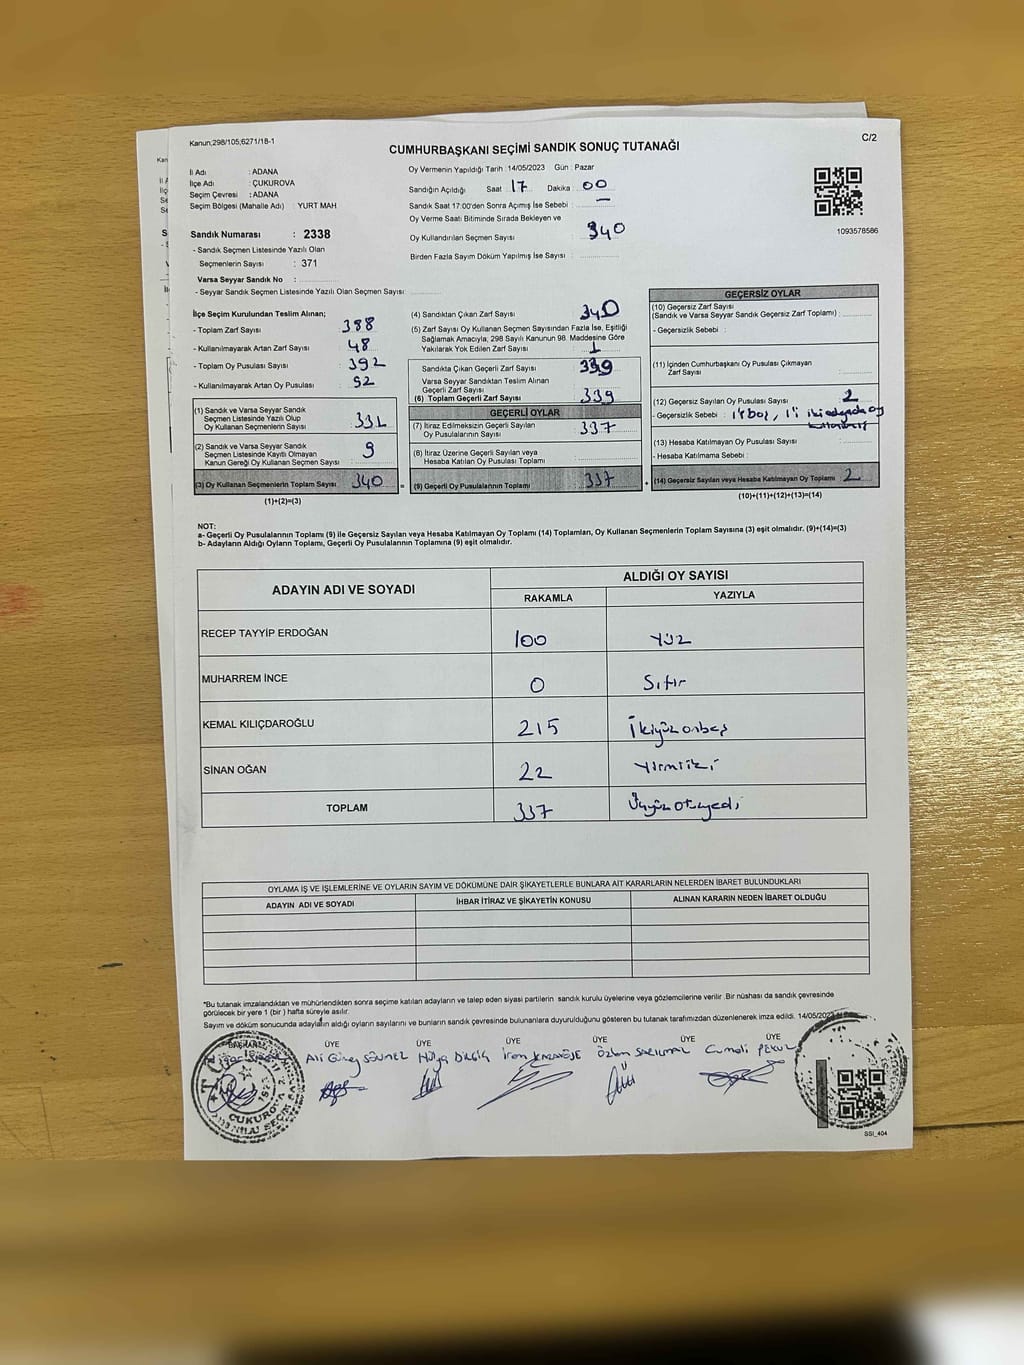 Kanun;298/105;6271/18-1
C/2
CUMHURBAŞKANI SEÇİMİ SANDIK SONUÇ TUTANAĞI
İl Adı : ADANA
İlçe Adı : ÇUKUROVA
Seçim Çevresi : ADANA
Seçim Bölgesi (Mahalle Adı) YURT MAH
Sandık Numarası : 2338
- Sandık Seçmen Listesinde Yazılı Olan
Seçmenlerin Sayısı : 371
Varsa Seyyar Sandık No :
- Seyyar Sandık Seçmen Listesinde Yazılı Olan Seçmen Sayısı:
Oy Vermenin Yapıldığı Tarih :14/05/2023 Gün : Pazar
Sandığın Açıldığı Saat 17 Dakika 00
Sandık Saat 17:00'den Sonra Açımış İse Sebebi : —
Oy Verme Saati Bitiminde Sırada Bekleyen ve
Oy Kullandırılan Seçmen Sayısı : 340
Birden Fazla Sayım Döküm Yapılmış İse Sayısı :
1093578586
İlçe Seçim Kurulundan Teslim Alınan;
- Toplam Zarf Sayısı : 388
- Kullanılmayarak Artan Zarf Sayısı : 48
- Toplam Oy Pusulası Sayısı : 392
- Kullanılmayarak Artan Oy Pusulası : 52
(1) Sandık ve Varsa Seyyar Sandık
Seçmen Listesinde Yazılı Olup
Oy Kullanan Seçmenlerin Sayısı : 331
(2) Sandık ve Varsa Seyyar Sandık
Seçmen Listesinde Kayıtlı Olmayan
Kanun Gereği Oy Kullanan Seçmen Sayısı : 9
(3) Oy Kullanan Seçmenlerin Toplam Sayısı : 340
(1)+(2)=(3)
(4) Sandıktan Çıkan Zarf Sayısı : 340
(5) Zarf Sayısı Oy Kullanan Seçmen Sayısından Fazla İse, Eşitliği
Sağlamak Amacıyla; 298 Sayılı Kanunun 98. Maddesine Göre
Yakılarak Yok Edilen Zarf Sayısı : 1
Sandıkta Çıkan Geçerli Zarf Sayısı : 339
Varsa Seyyar Sandıktan Teslim Alınan
Geçerli Zarf Sayısı :
(6) Toplam Geçerli Zarf Sayısı : 339
GEÇERLİ OYLAR
(7) İtiraz Edilmeksizin Geçerli Sayılan
Oy Pusulalarının Sayısı : 337
(8) İtiraz Üzerine Geçerli Sayılan ve
Hesaba Katılan Oy Pusulası Toplamı :
(9) Geçerli Oy Pusulalarının Toplamı : 337
GEÇERSİZ OYLAR
(10) Geçersiz Zarf Sayısı
(Sandık ve Varsa Seyyar Sandık Geçersiz Zarf Toplamı) :
- Geçersizlik Sebebi :
(11) İçinden Cumhurbaşkanı Oy Pusulası Çıkmayan
Zarf Sayısı :
(12) Geçersiz Sayılan Oy Pusulası Sayısı : 2
- Geçersizlik Sebebi : 1'i boş, 1'i iki adayada oy
(13) Hesaba Katılmayan Oy Pusulası Sayısı :
- Hesaba Katılmama Sebebi :
(14) Geçersiz Sayılan veya Hesaba Katılmayan Oy Toplamı : 2
(10)+(11)+(12)+(13)=(14)
NOT:
a- Geçerli Oy Pusulalarının Toplamı (9) ile Geçersiz Sayılan veya Hesaba Katılmayan Oy Toplamı (14) Toplamları, Oy Kullanan Seçmenlerin Toplam Sayısına (3) eşit olmalıdır. (9)+(14)=(3)
b- Adayların Aldığı Oyların Toplamı, Geçerli Oy Pusulalarının Toplamına (9) eşit olmalıdır.
ADAYIN ADI VE SOYADI ALDIĞI OY SAYISI
RAKAMLA YAZIYLA
RECEP TAYYİP ERDOĞAN 100 Yüz
MUHARREM İNCE 0 Sıfır
KEMAL KILIÇDAROĞLU 215 İkiyüzonbeş
SİNAN OĞAN 22 Yirmiiki
TOPLAM 337 Üçyüzotuzyedi
OYLAMA İŞ VE İŞLEMLERİNE VE OYLARIN SAYIM VE DÖKÜMÜNE DAİR ŞİKAYETLERLE BUNLARA AİT KARARLARIN NELERDEN İBARET BULUNDUKLARI
ADAYIN ADI VE SOYADI İHBAR İTİRAZ VE ŞİKAYETİN KONUSU ALINAN KARARIN NEDEN İBARET OLDUĞU
*Bu tutanak imzalandıktan ve mühürlendikten sonra seçime katılan adayların ve talep eden siyasi partilerin sandık kurulu üyelerine veya gözlemcilerine verilir .Bir nüshası da sandık çevresinde
görülecek bir yere 1 (bir ) hafta süreyle asılır.
Sayım ve döküm sonucunda adayların aldığı oyların sayılarını ve bunların sandık çevresinde bulunanlara duyurulduğunu gösteren bu tutanak tarafımızdan düzenlenerek imza edildi. 14/05/2023
BAŞKAN ÜYE ÜYE ÜYE ÜYE ÜYE
Ali Güney SÖNMEZ Hülya DİLGİÇ İrem KARAKÖSE Özlem Cumali PEKUZ
T.C. ÇUKUROVA
SSİ_404